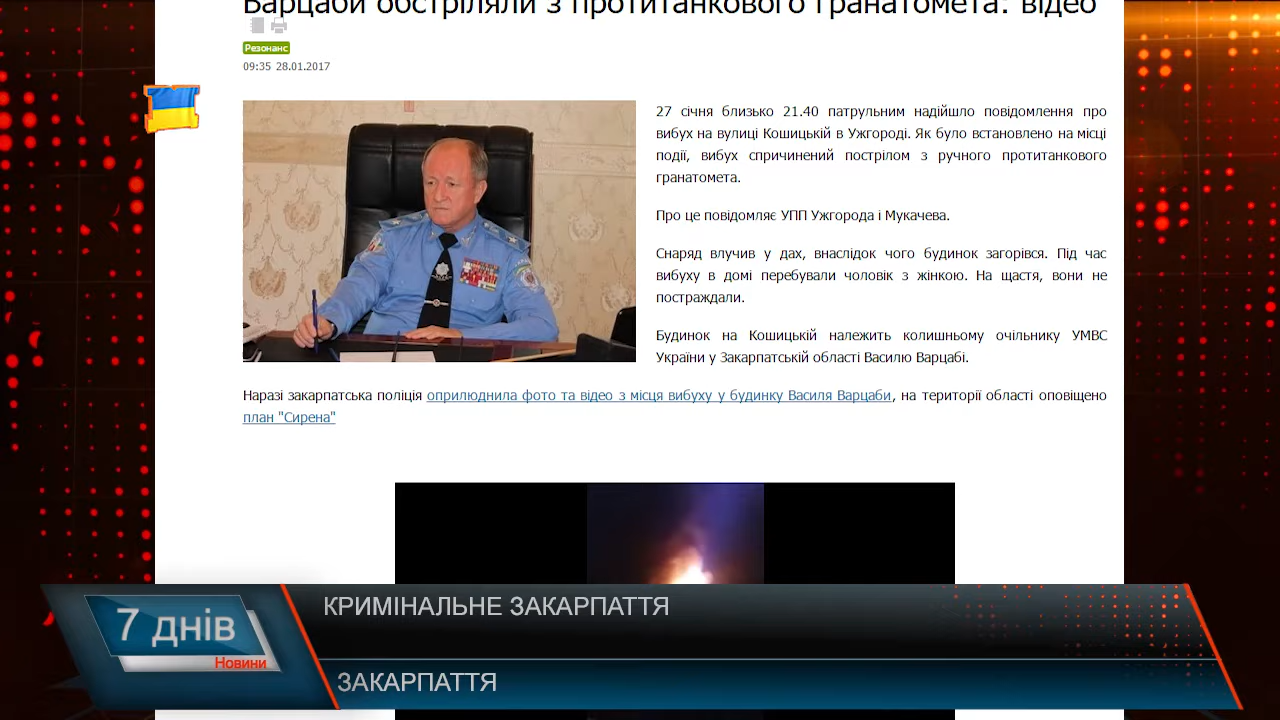 Варцаби обстріляли з протитанкового гранатомета: відео
Резонанс
09:35 28.01.2017
27 січня близько 21.40 патрульним надійшло повідомлення про
вибух на вулиці Кошицькій в Ужгороді. Як було встановлено на місці
події, вибух спричинений пострілом з ручного протитанкового
гранатомета.
Про це повідомляє УПП Ужгорода і Мукачева.
Снаряд влучив у дах, внаслідок чого будинок загорівся. Під час
вибуху в домі перебували чоловік з жінкою. На щастя, вони не
постраждали.
Будинок на Кошицькій належить колишньому очільнику УМВС
України у Закарпатській області Василю Варцабі.
Наразі закарпатська поліція оприлюднила фото та відео з місця вибуху у будинку Василя Варцаби, на території області оповіщено
план "Сирена"
7 днів
Новини
КРИМІНАЛЬНЕ ЗАКАРПАТТЯ
ЗАКАРПАТТЯ